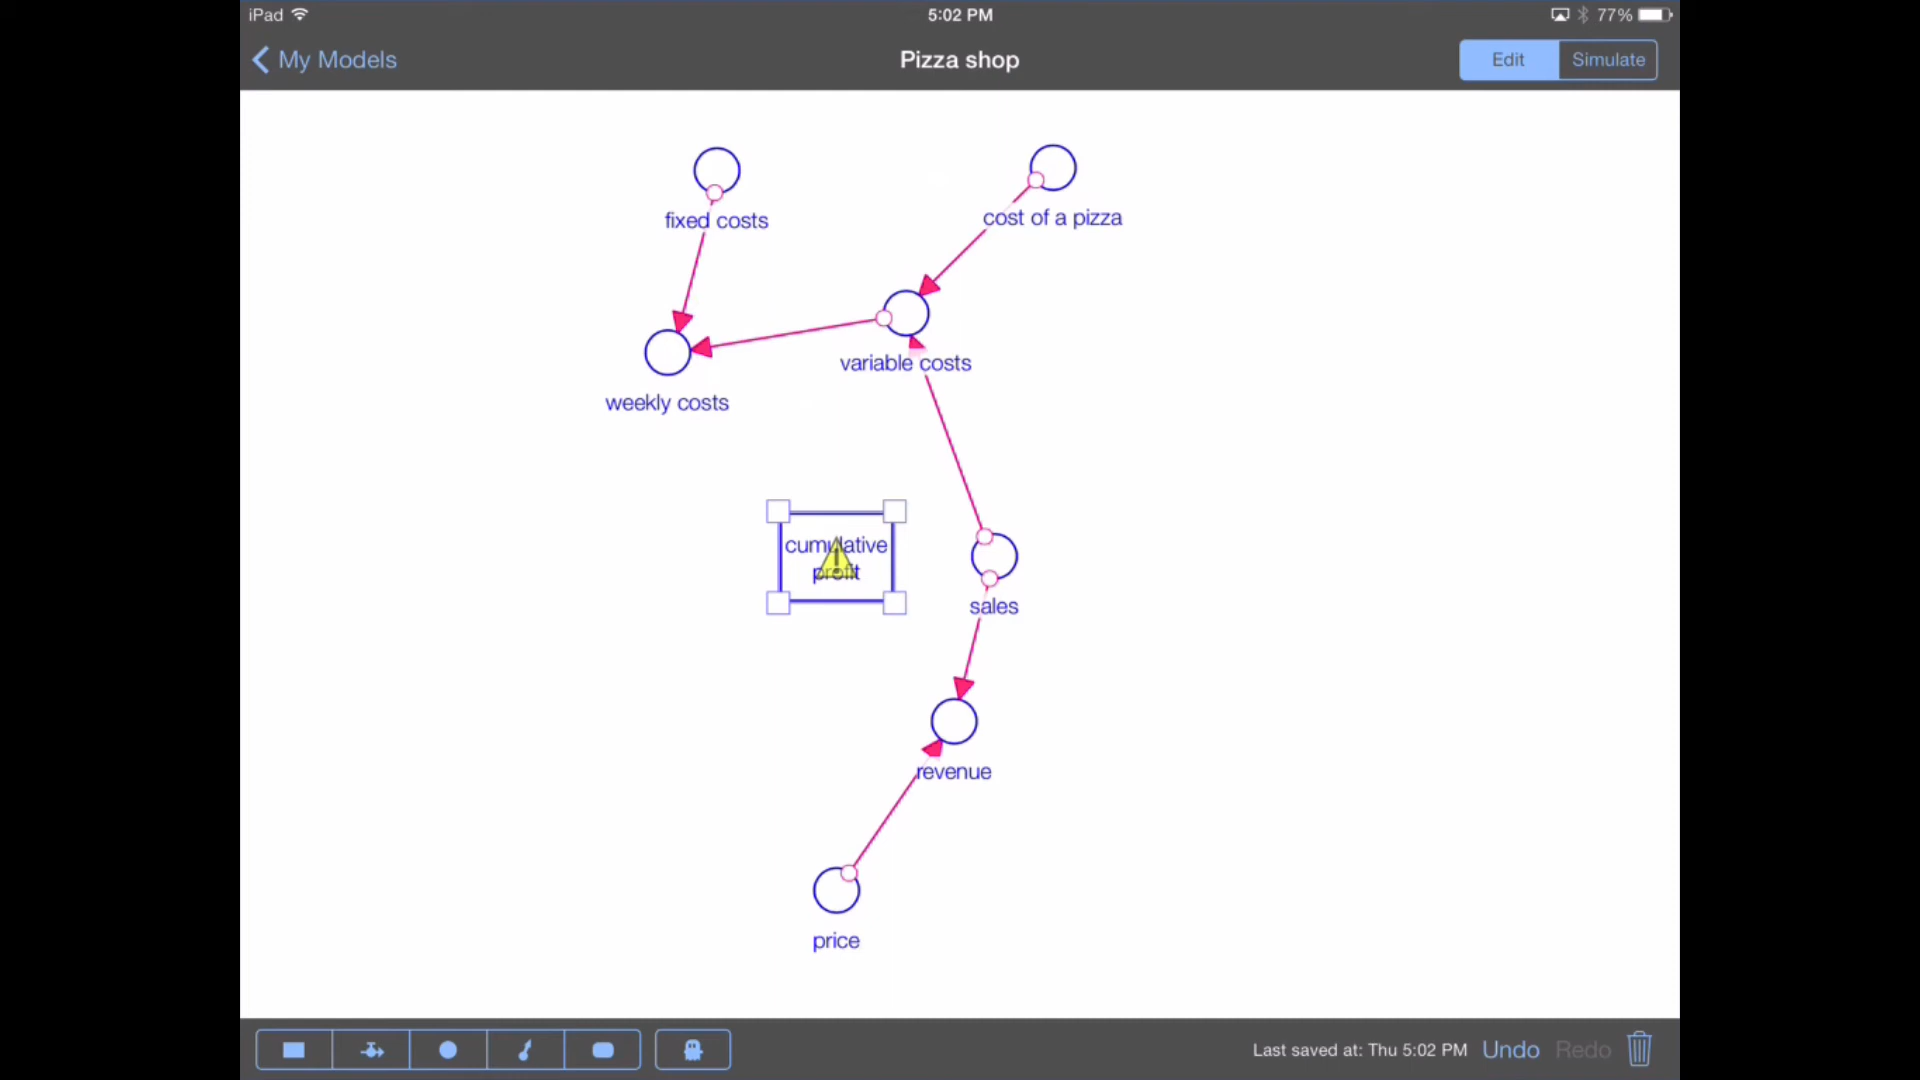 iPad
5:02 PM
77%
My Models
Pizza shop
Edit
Simulate
fixed costs
cost of a pizza
variable costs
weekly costs
cumulative
profit
sales
revenue
price
Last saved at: Thu 5:02 PM
Undo
Redo